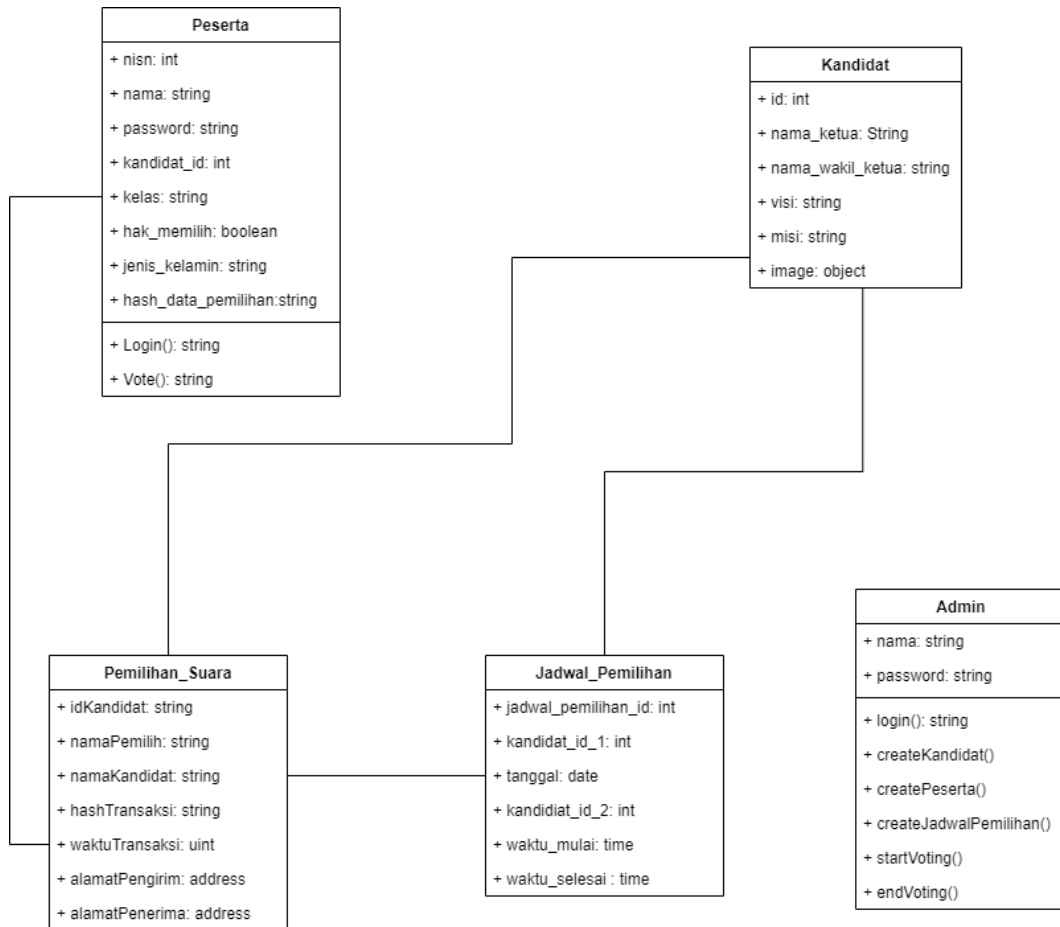 Peserta
+ nisn: int
+ nama: string
+ password: string
+ kandidat_id: int
+ kelas: string
+ hak_memilih: boolean
+ jenis_kelamin: string
+ hash_data_pemilihan:string
+ Login(): string
+ Vote(): string
Kandidat
+ id: int
+ nama_ketua: String
+ nama_wakil_ketua: string
+ visi: string
+ misi: string
+ image: object
Pemilihan_Suara
+ idKandidat: string
+ namaPemilih: string
+ namaKandidat: string
+ hashTransaksi: string
+ waktuTransaksi: uint
+ alamatPengirim: address
+ alamatPenerima: address
Jadwal_Pemilihan
+ jadwal_pemilihan_id: int
+ kandidat_id_1: int
+ tanggal: date
+ kandidiat_id_2: int
+ waktu_mulai: time
+ waktu_selesai : time
Admin
+ nama: string
+ password: string
+ login(): string
+ createKandidat()
+ createPeserta()
+ createJadwalPemilihan()
+ startVoting()
+ endVoting()